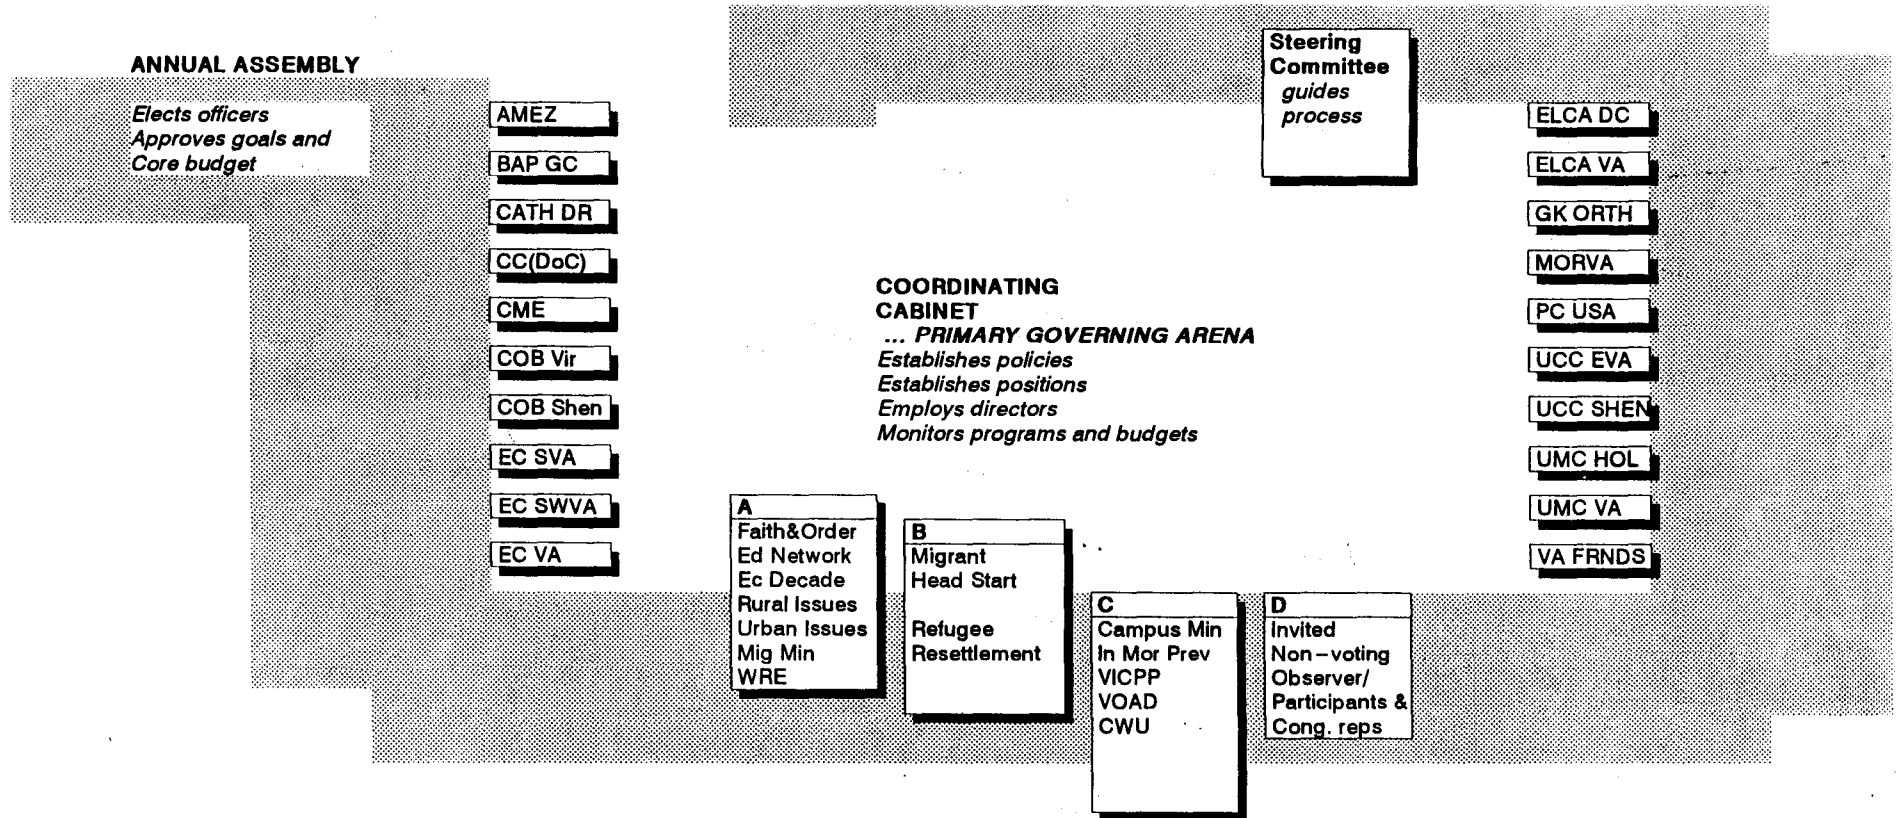 ANNUAL ASSEMBLY
Elects officers
Approves goals and
Core budget
AMEZ
BAP GC
CATH DR
CC(DoC)
CME
COB Vir
COB Shen
EC SVA
EC SWVA
EC VA
Steering
Committee
guides
process
COORDINATING
CABINET
... PRIMARY GOVERNING ARENA
Establishes policies
Establishes positions
Employs directors
Monitors programs and budgets
ELCA DC
ELCA VA
GK ORTH
MORVA
PC USA
UCC EVA
UCC SHEN
UMC HOL
UMC VA
VA FRNDS
A
Faith&Order
Ed Network
Ec Decade
Rural Issues
Urban Issues
Mig Min
WRE
B
Migrant
Head Start
Refugee
Resettlement
C
Campus Min
In Mor Prev
VICPP
VOAD
CWU
D
Invited
Non-voting
Observer/
Participants &
Cong. reps